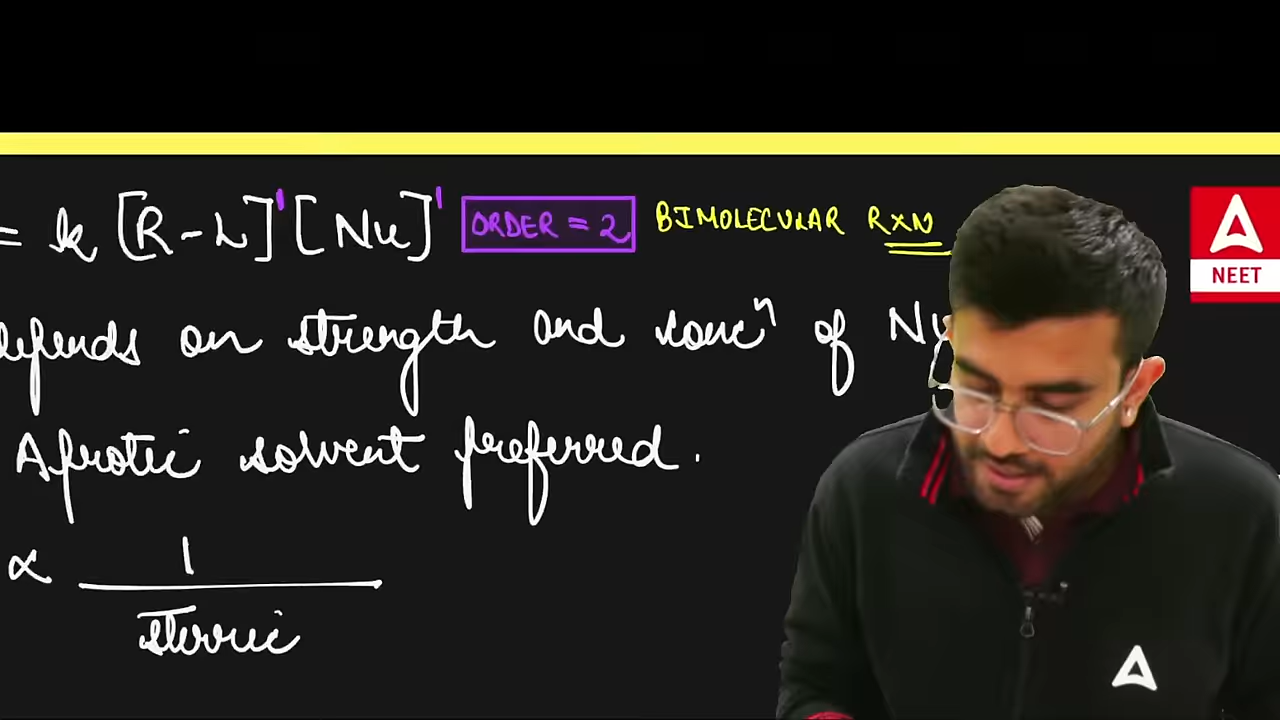 = k [R-L]¹ [Nu]¹ ORDER = 2 BIMOLECULAR RXN
NEET
depends on strength and concⁿ of Nu
Aprotic solvent preferred.
∝ 1
steric